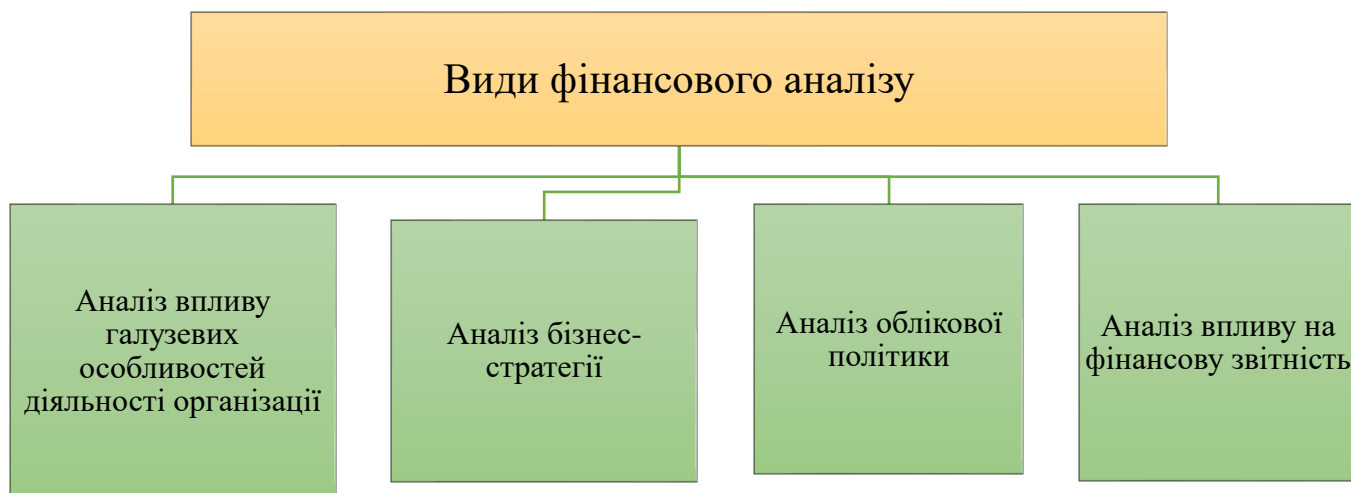 Види фінансового аналізу
Аналіз впливу
галузевих
особливостей
діяльності організації
Аналіз бізнес-
стратегії
Аналіз облікової
політики
Аналіз впливу на
фінансову звітність